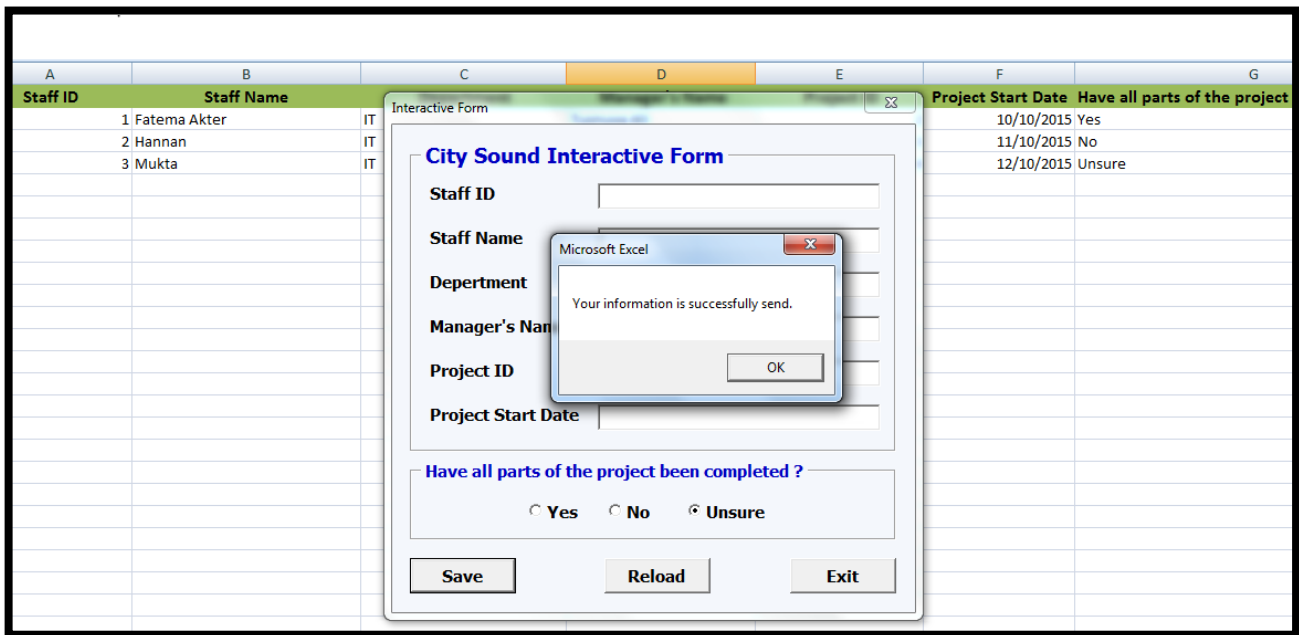 A B C D E F G
Staff ID Staff Name Project Start Date Have all parts of the project
1 Fatema Akter IT 10/10/2015 Yes
2 Hannan IT 11/10/2015 No
3 Mukta IT 12/10/2015 Unsure
Interactive Form
City Sound Interactive Form
Staff ID
Staff Name
Depertment
Manager's Nam
Project ID
Project Start Date
Microsoft Excel
Your information is successfully send.
OK
Have all parts of the project been completed ?
Yes No Unsure
Save Reload Exit